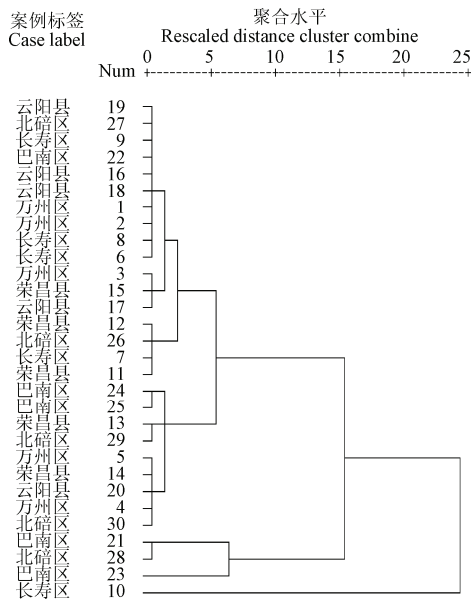 案例标签 聚合水平
Case label Rescaled distance cluster combine
Num 0 5 10 15 20 25
云阳县 19
北碚区 27
长寿区 9
巴南区 22
云阳县 16
云阳县 18
万州区 1
万州区 2
长寿区 8
长寿区 6
万州区 3
荣昌县 15
云阳县 17
荣昌县 12
北碚区 26
长寿区 7
荣昌县 11
巴南区 24
巴南区 25
荣昌县 13
北碚区 29
万州区 5
荣昌县 14
云阳县 20
万州区 4
北碚区 30
巴南区 21
北碚区 28
巴南区 23
长寿区 10